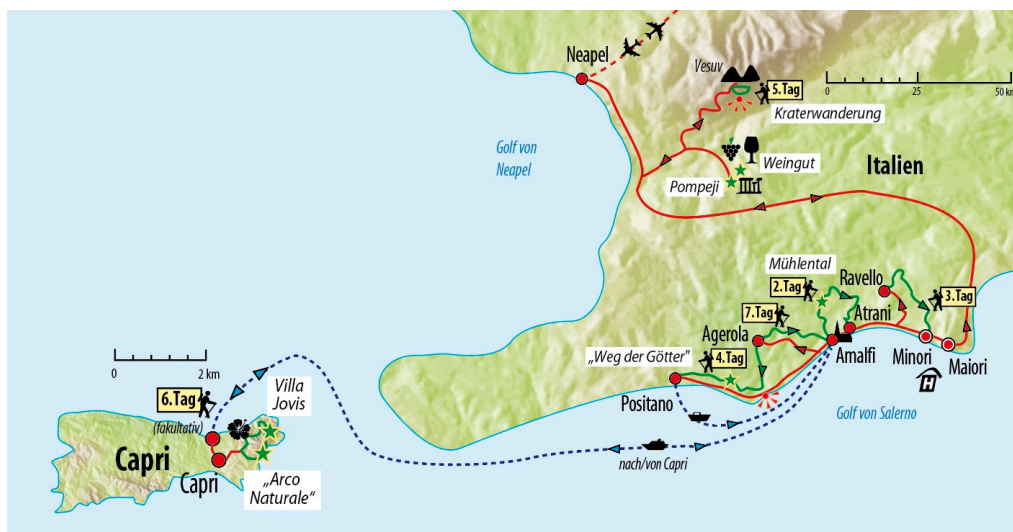 Neapel
Vesuv
5.Tag
Kraterwanderung
0 25 50 km
Golf von
Neapel
Weingut
Pompeji
Italien
Mühlental
2.Tag
Ravello
3.Tag
7.Tag
Atrani
Agerola
Amalfi
„Weg der Götter"
4.Tag
Minori
Maiori
H
Positano
Golf von Salerno
0 2 km
6.Tag
(fakultativ)
Villa
Jovis
Capri
Capri
„Arco
Naturale“
nach/von Capri